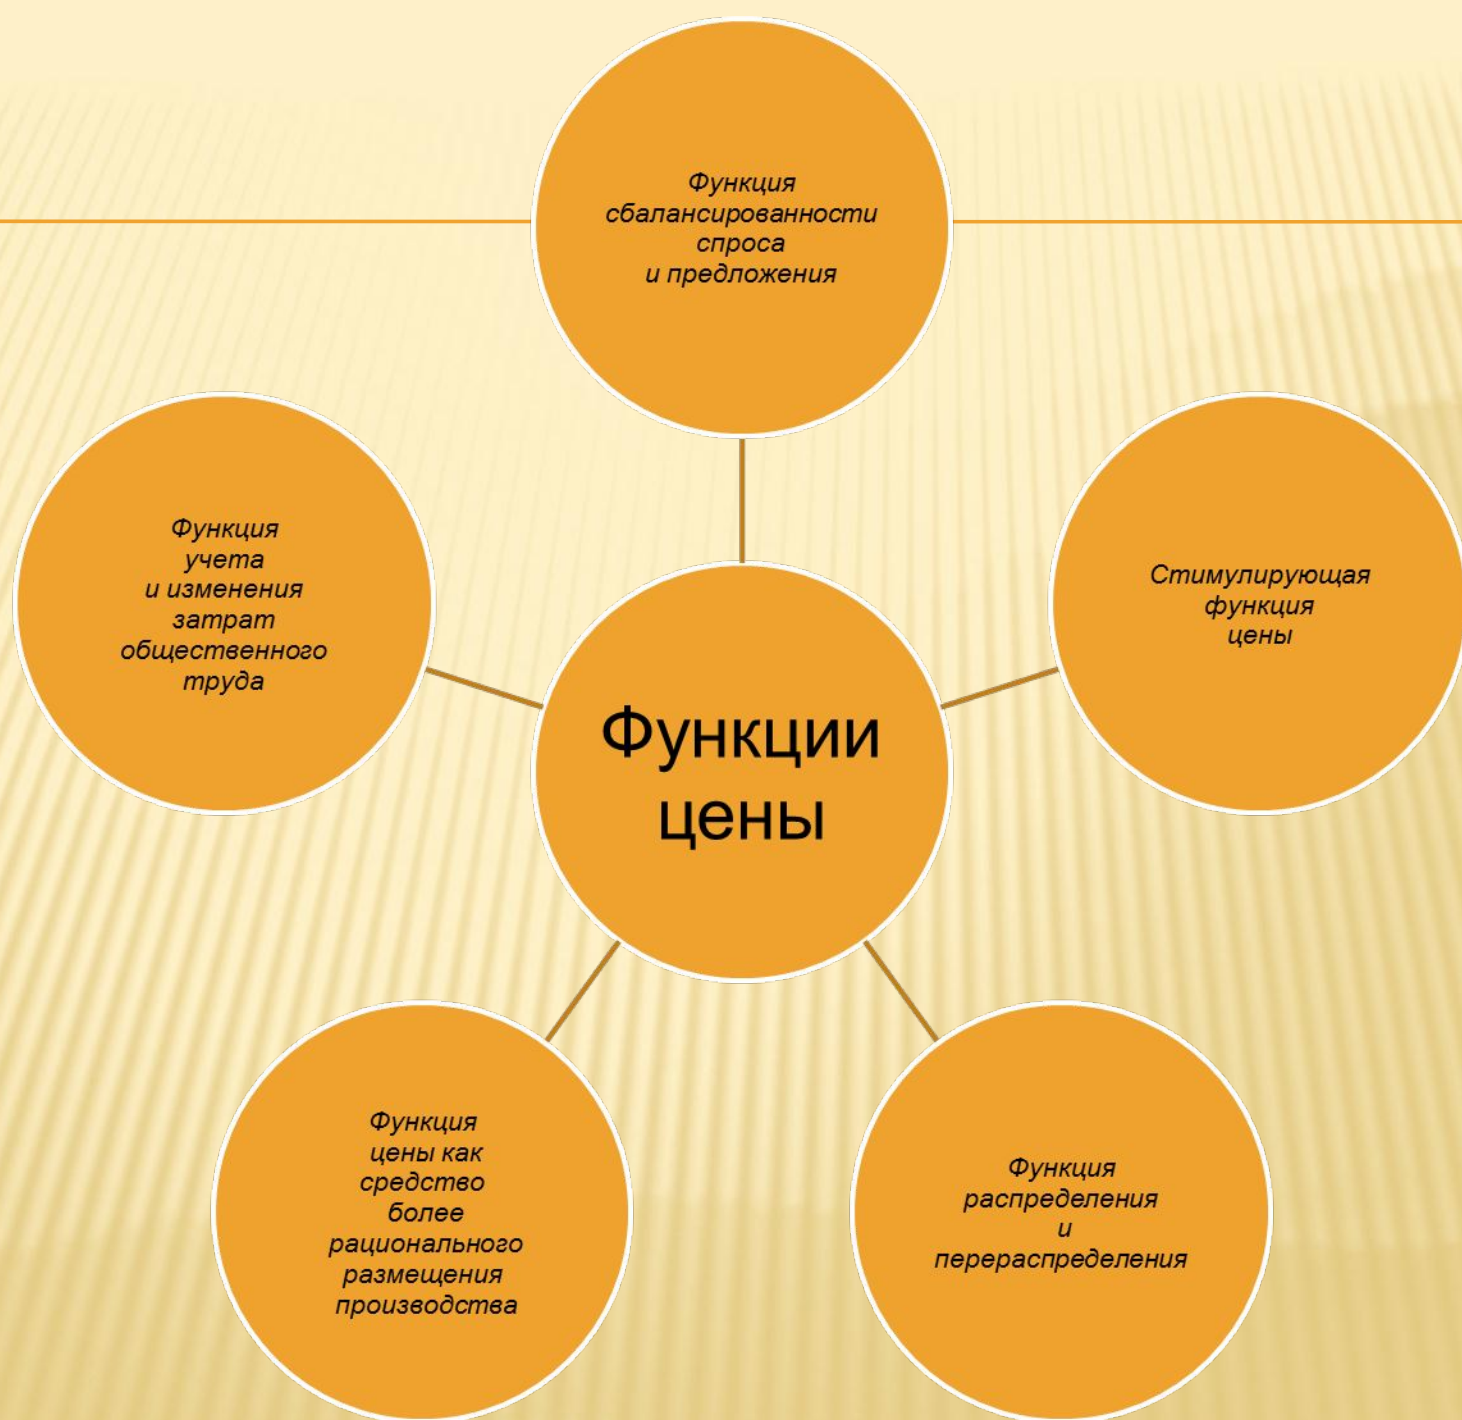 Функция
сбалансированности
спроса
и предложения
Функция
учета
и изменения
затрат
общественного
труда
Стимулирующая
функция
цены
Функции
цены
Функция
цены как
средство
более
рационального
размещения
производства
Функция
распределения
и
перераспределения